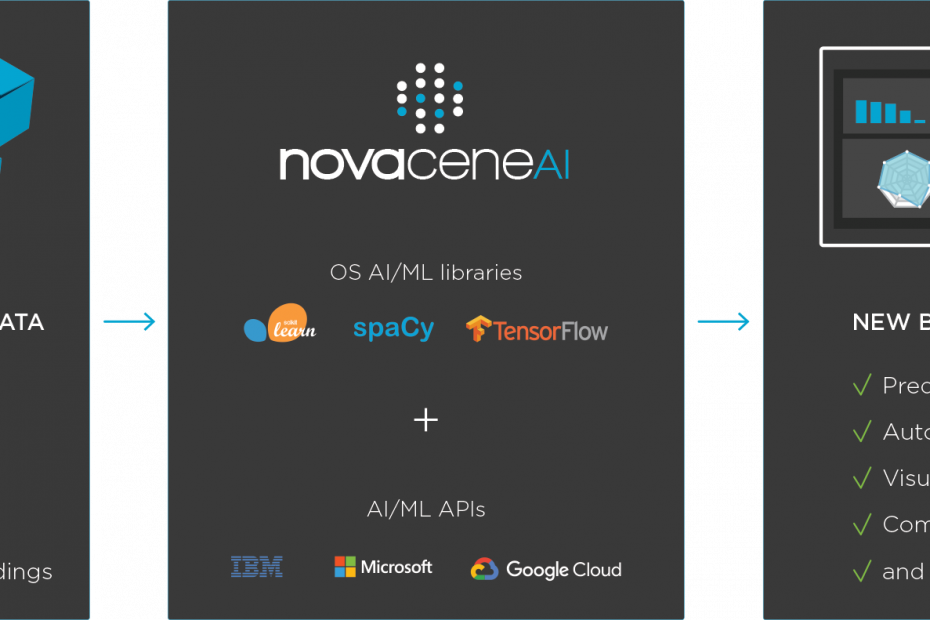 ATA
dings
novaceneAI
OS AI/ML libraries
scikit
learn
spaCy
TensorFlow
+
AI/ML APIs
IBM
Microsoft
Google Cloud
NEW B
Prec
Auto
Visu
Com
and